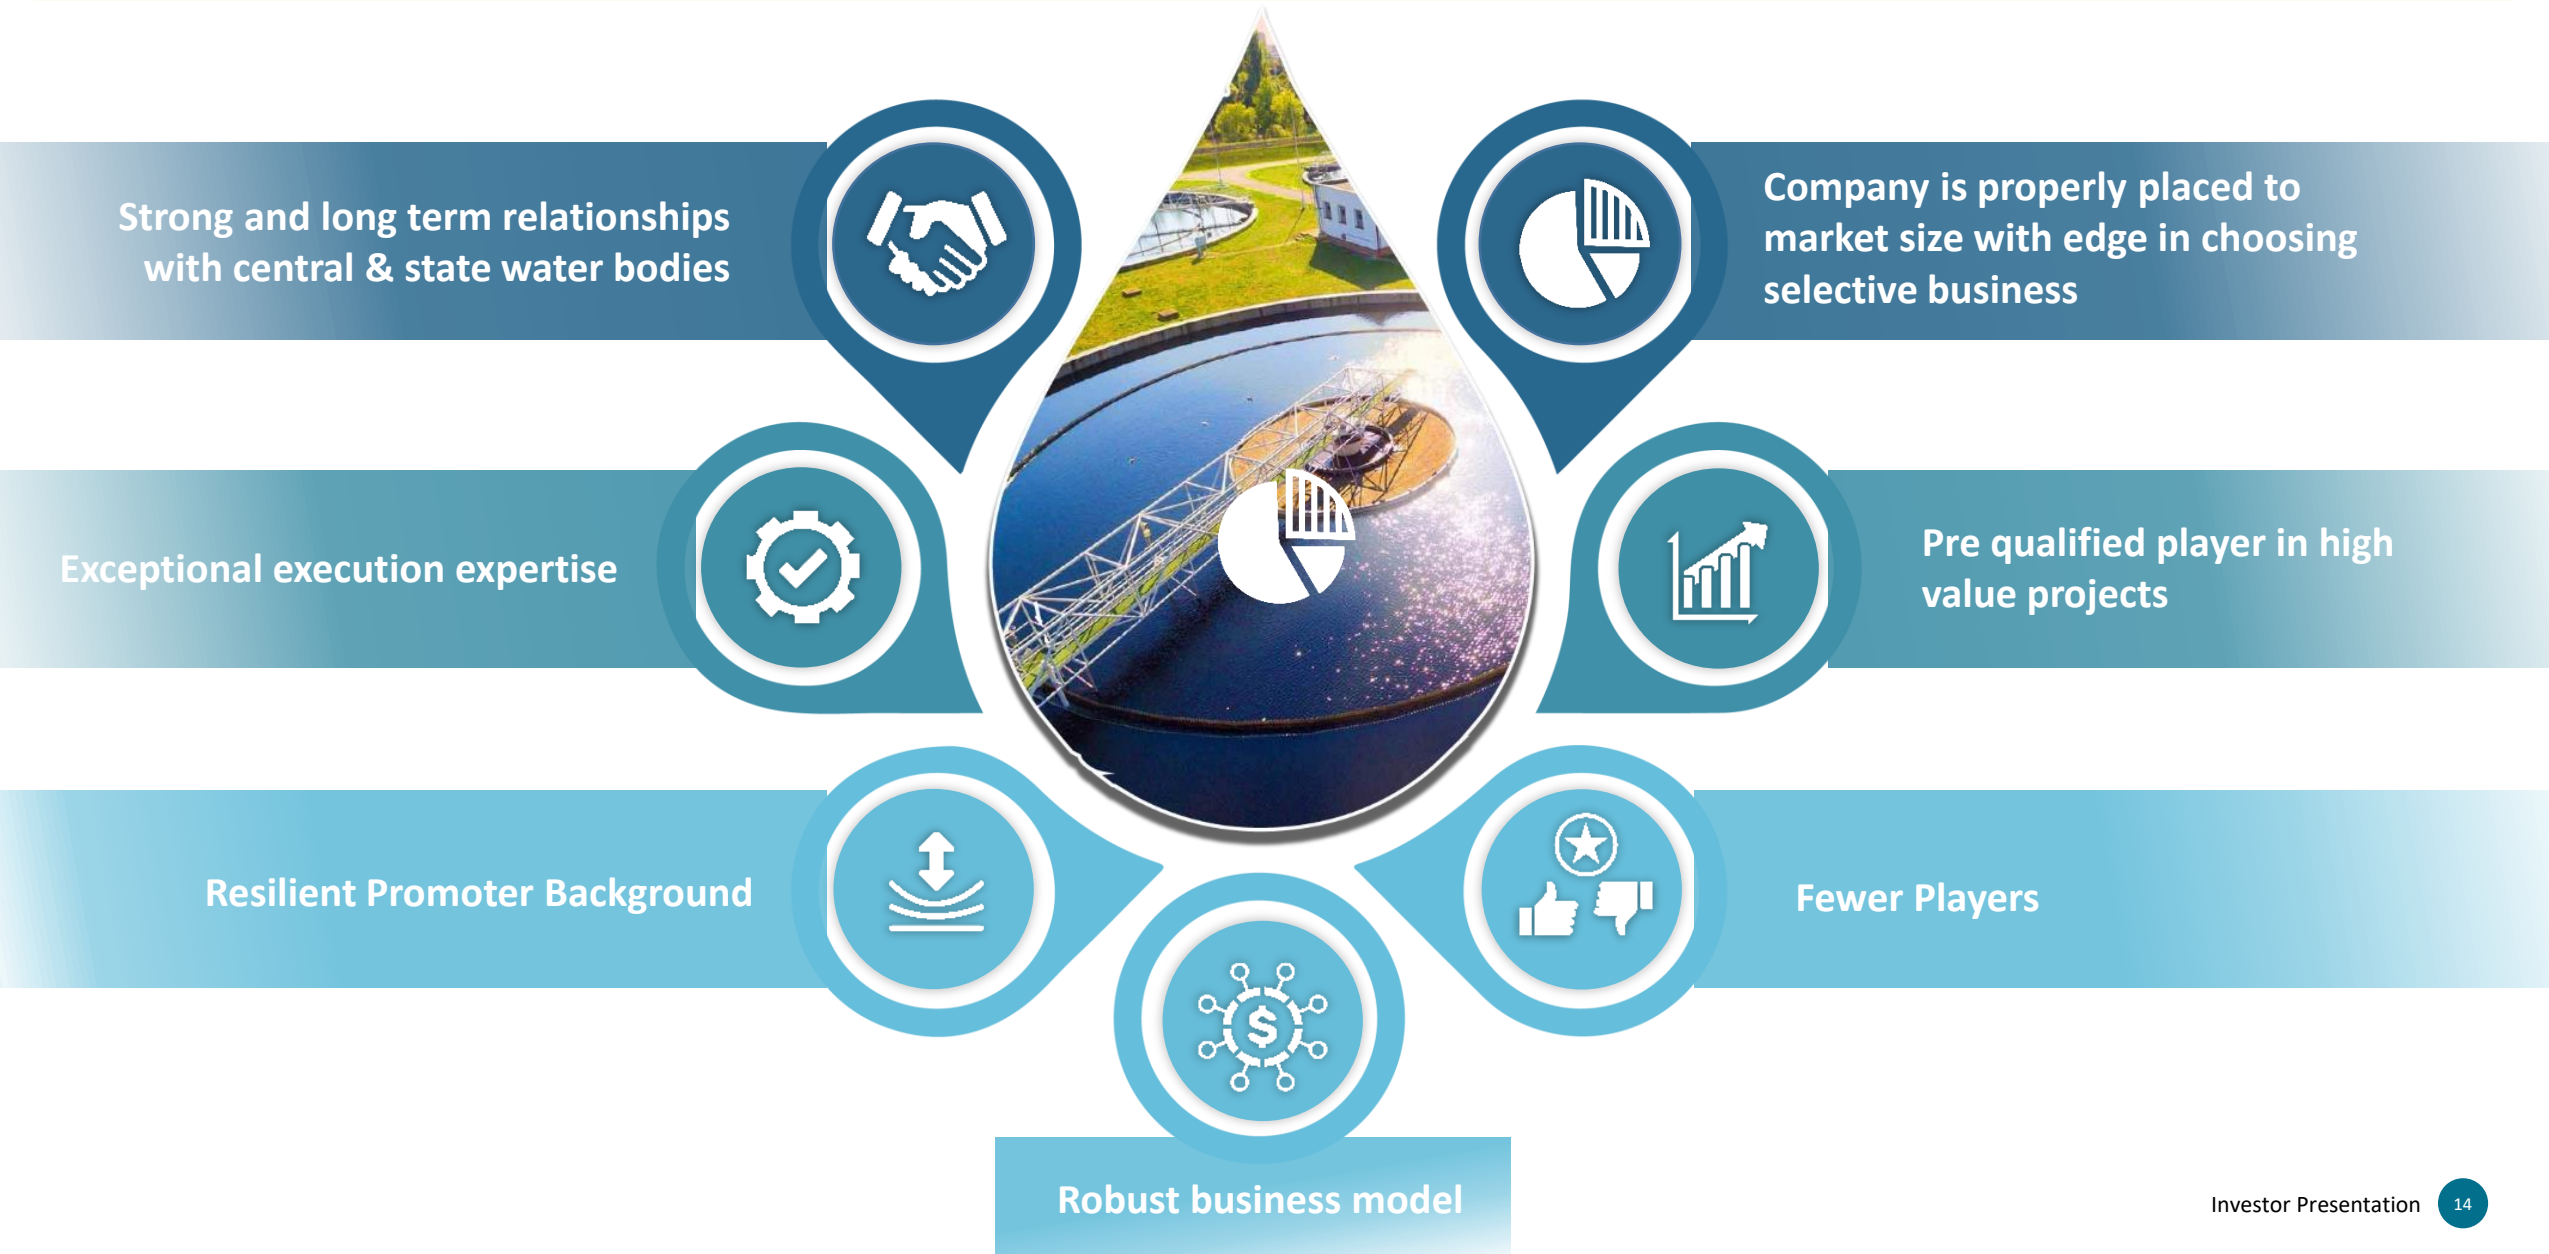 Strong and long term relationships
with central & state water bodies
Company is properly placed to
market size with edge in choosing
selective business
Exceptional execution expertise
Pre qualified player in high
value projects
Resilient Promoter Background
Fewer Players
$
Robust business model
Investor Presentation 14